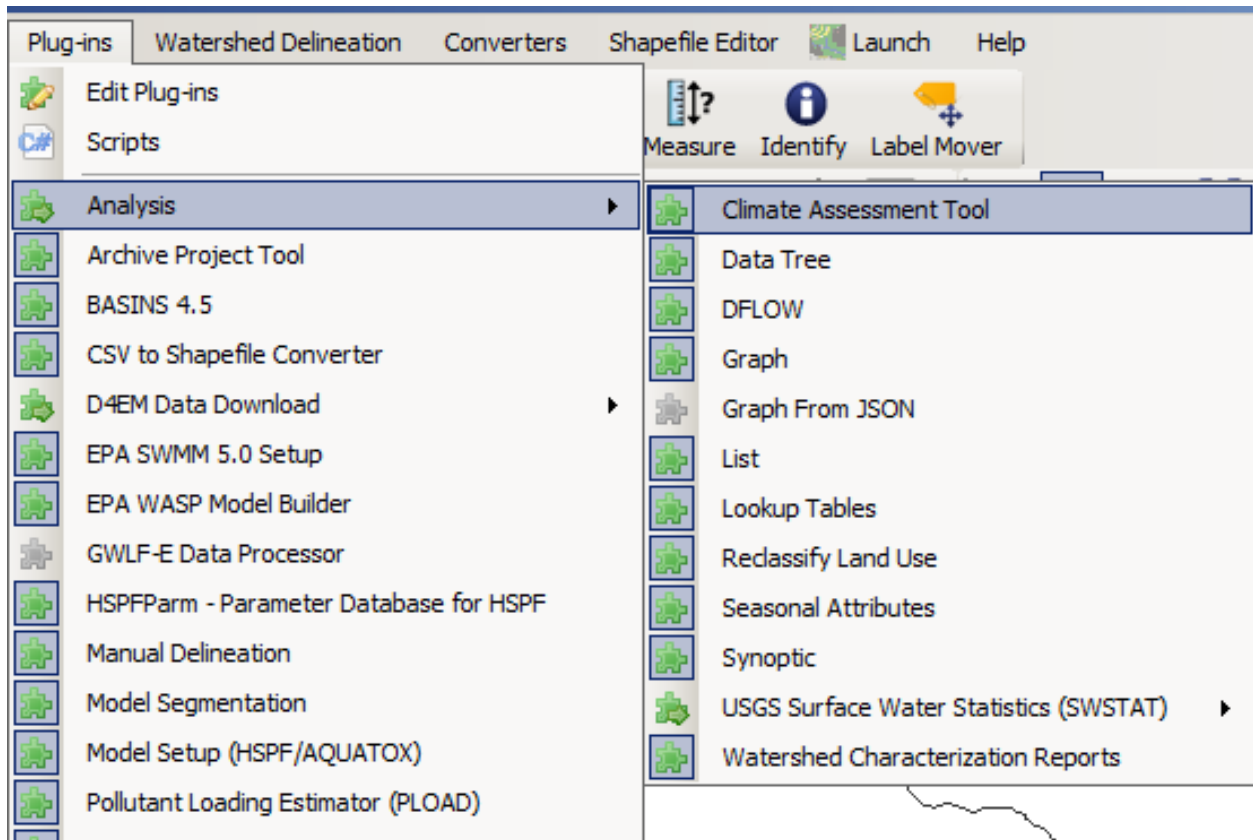 Plug-ins Watershed Delineation Converters Shapefile Editor Launch Help
Edit Plug-ins
C# Scripts
Measure Identify Label Mover
Analysis
Archive Project Tool
BASINS 4.5
CSV to Shapefile Converter
D4EM Data Download
EPA SWMM 5.0 Setup
EPA WASP Model Builder
GWLF-E Data Processor
HSPFParm - Parameter Database for HSPF
Manual Delineation
Model Segmentation
Model Setup (HSPF/AQUATOX)
Pollutant Loading Estimator (PLOAD)
Climate Assessment Tool
Data Tree
DFLOW
Graph
Graph From JSON
List
Lookup Tables
Reclassify Land Use
Seasonal Attributes
Synoptic
USGS Surface Water Statistics (SWSTAT)
Watershed Characterization Reports